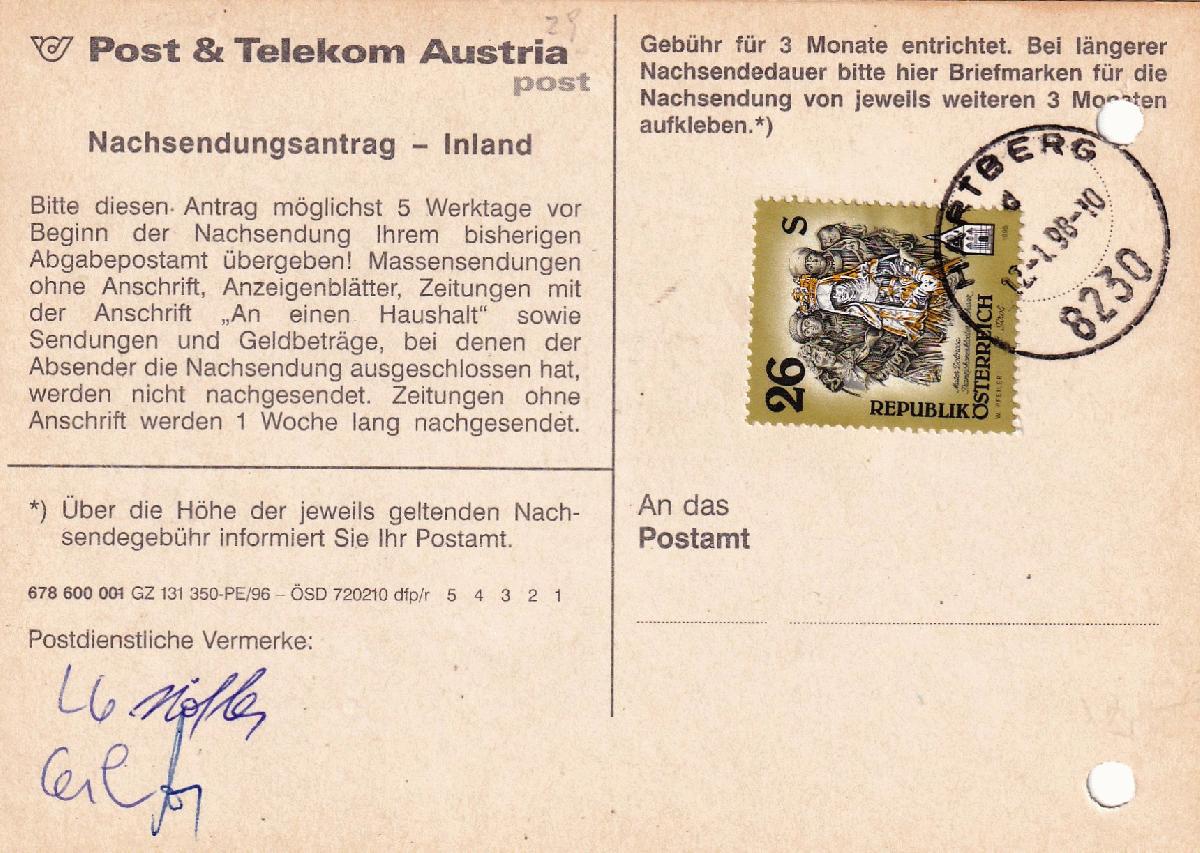 Post & Telekom Austria
post
Nachsendungsantrag – Inland
Bitte diesen Antrag möglichst 5 Werktage vor
Beginn der Nachsendung Ihrem bisherigen
Abgabepostamt übergeben! Massensendungen
ohne Anschrift, Anzeigenblätter, Zeitungen mit
der Anschrift „An einen Haushalt“ sowie
Sendungen und Geldbeträge, bei denen der
Absender die Nachsendung ausgeschlossen hat,
werden nicht nachgesendet. Zeitungen ohne
Anschrift werden 1 Woche lang nachgesendet.
*) Über die Höhe der jeweils geltenden Nach-
sendegebühr informiert Sie Ihr Postamt.
678 600 001 GZ 131 350-PE/96 – ÖSD 720210 dfp/r 5 4 3 2 1
Postdienstliche Vermerke:
Gebühr für 3 Monate entrichtet. Bei längerer
Nachsendedauer bitte hier Briefmarken für die
Nachsendung von jeweils weiteren 3 Monaten
aufkleben.*)
HARTBERG
12-1.98-10
8230
S
26
REPUBLIK
ÖSTERREICH
W. PFEILER
An das
Postamt